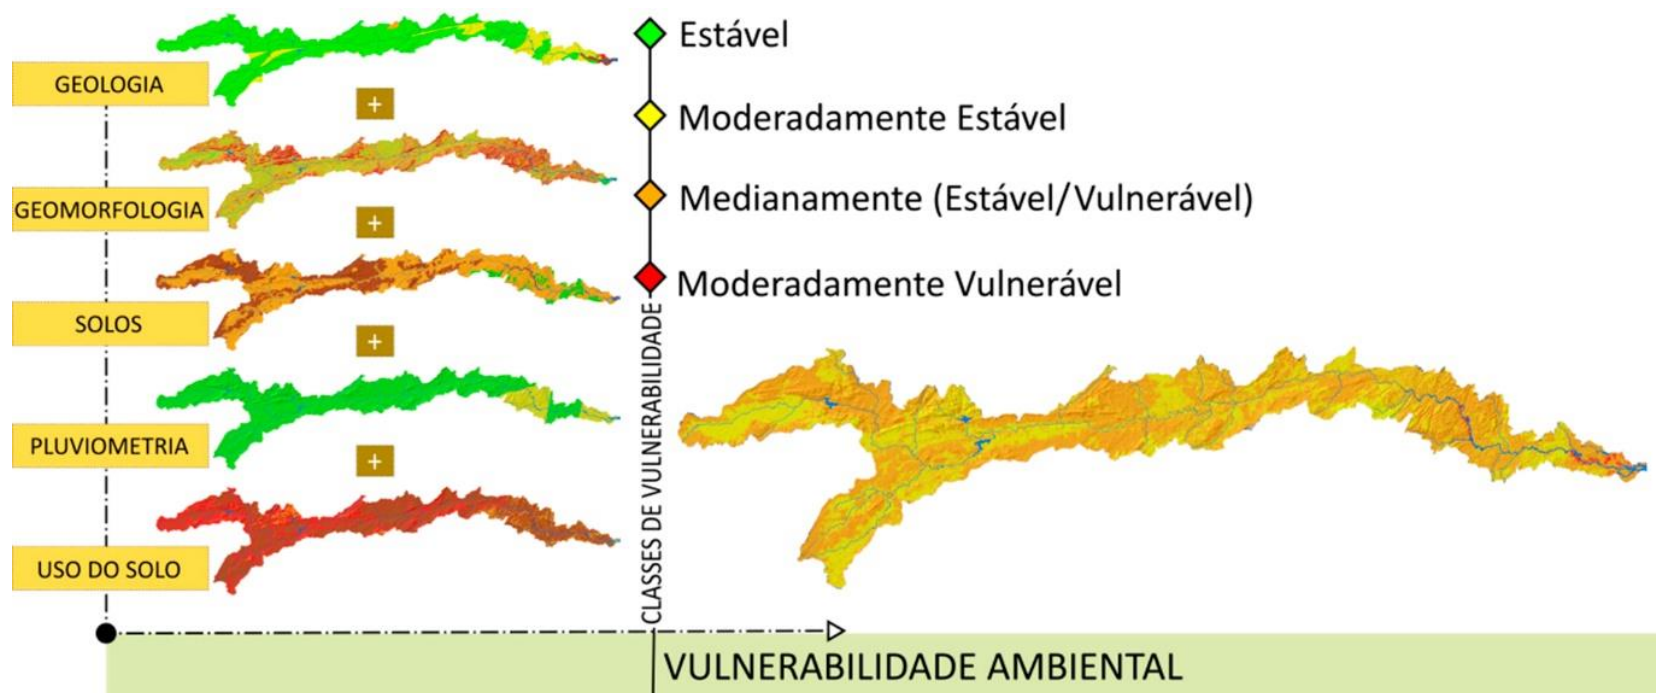 GEOLOGIA
+
GEOMORFOLOGIA
+
SOLOS
+
PLUVIOMETRIA
+
USO DO SOLO
Estável
Moderadamente Estável
Medianamente (Estável/Vulnerável)
Moderadamente Vulnerável
CLASSES DE VULNERABILIDADE
VULNERABILIDADE AMBIENTAL